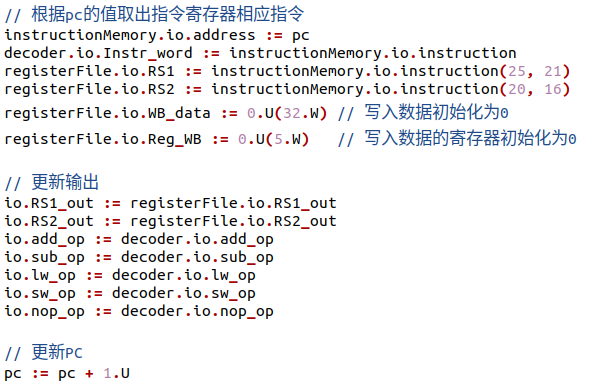 // 根据pc的值取出指令寄存器相应指令
instructionMemory.io.address := pc
decoder.io.Instr_word := instructionMemory.io.instruction
registerFile.io.RS1 := instructionMemory.io.instruction(25, 21)
registerFile.io.RS2 := instructionMemory.io.instruction(20, 16)
registerFile.io.WB_data := 0.U(32.W) // 写入数据初始化为0
registerFile.io.Reg_WB := 0.U(5.W)   // 写入数据的寄存器初始化为0

// 更新输出
io.RS1_out := registerFile.io.RS1_out
io.RS2_out := registerFile.io.RS2_out
io.add_op := decoder.io.add_op
io.sub_op := decoder.io.sub_op
io.lw_op := decoder.io.lw_op
io.sw_op := decoder.io.sw_op
io.nop_op := decoder.io.nop_op

// 更新PC
pc := pc + 1.U